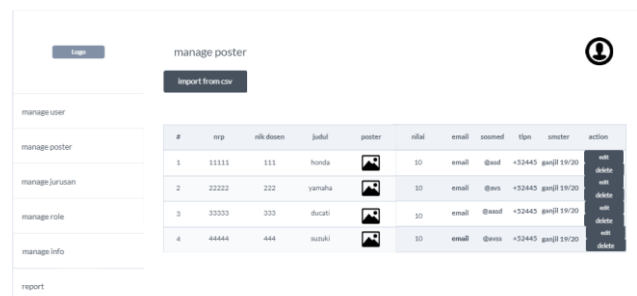 Logo
manage poster
import from csv
manage user
manage poster
manage jurusan
manage role
manage info
report
# nrp nik dosen judul poster nilai email sosmed tlpn smster action
1 11111 111 honda 10 email @asd +52445 ganjil 19/20 edit delete
2 22222 222 yamaha 10 email @avs +52445 ganjil 19/20 edit delete
3 33333 333 ducati 10 email @aasd +52445 ganjil 19/20 edit delete
4 44444 444 suzuki 10 email @avss +52445 ganjil 19/20 edit delete